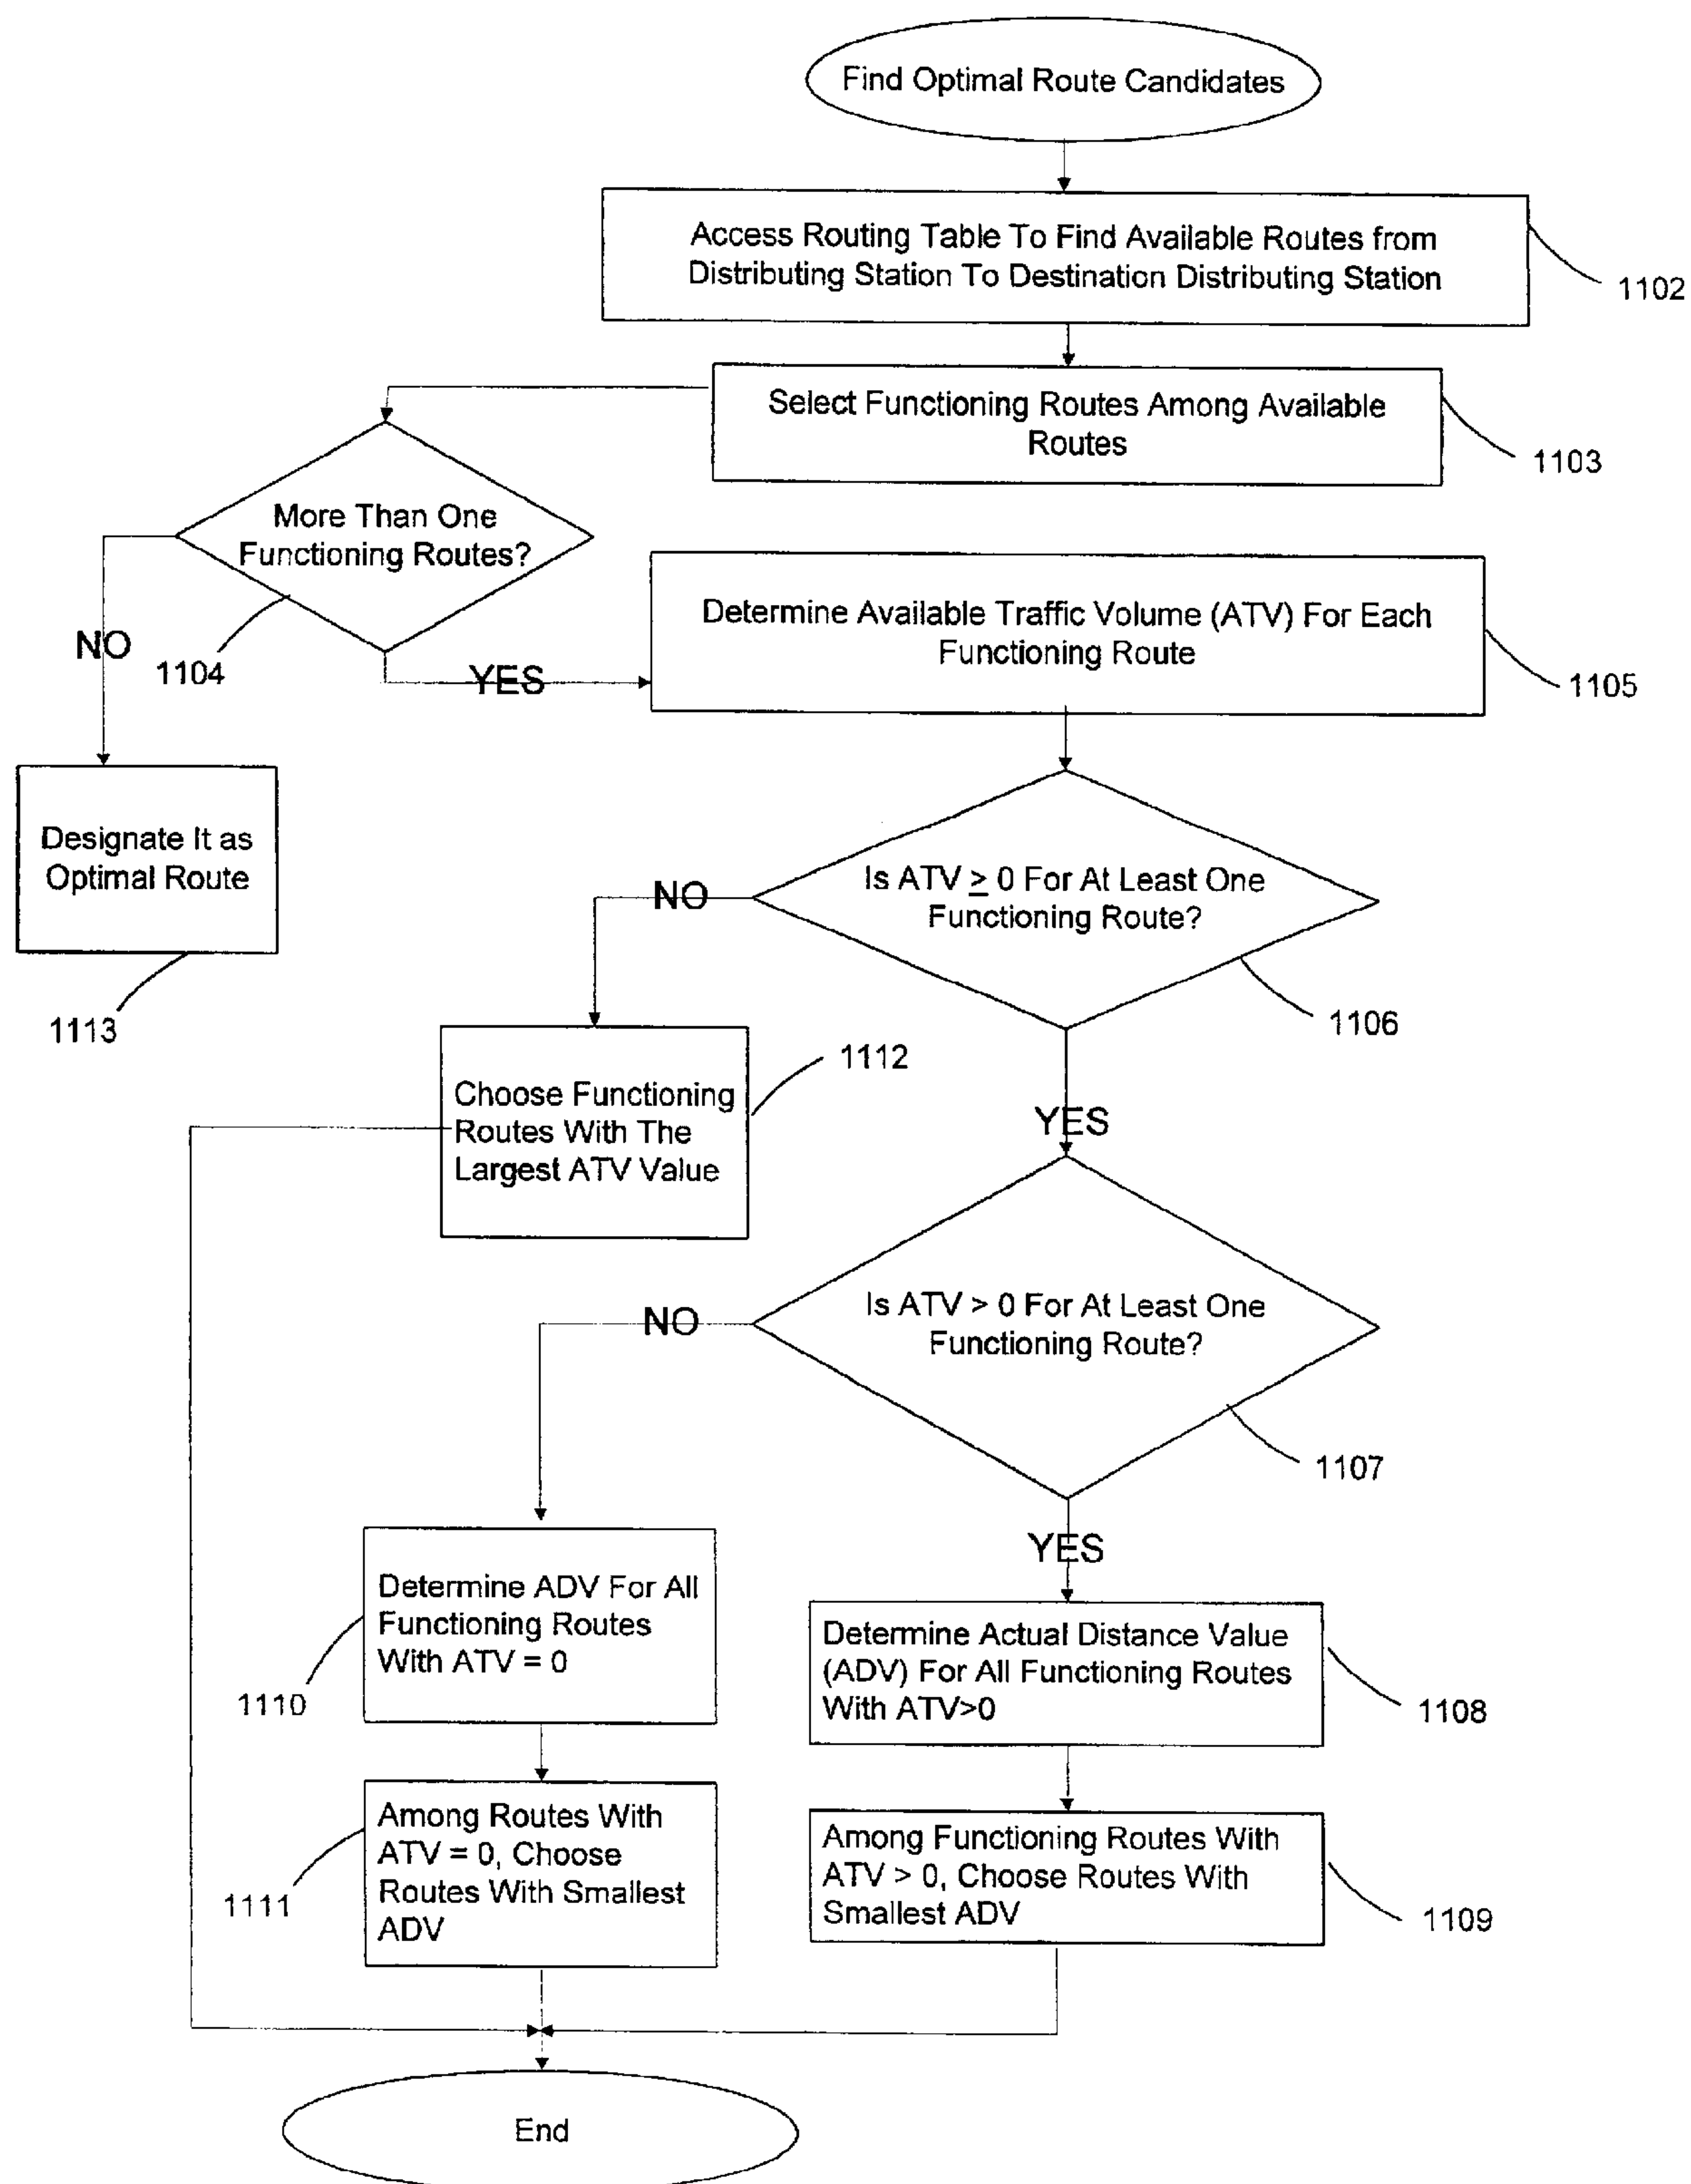 Find Optimal Route Candidates
Access Routing Table To Find Available Routes from
Distributing Station To Destination Distributing Station
1102
Select Functioning Routes Among Available
Routes
1103
More Than One
Functioning Routes?
1104
NO
YES
Determine Available Traffic Volume (ATV) For Each
Functioning Route
1105
Designate It as
Optimal Route
1113
Is ATV ≥ 0 For At Least One
Functioning Route?
1106
NO
YES
Choose Functioning
Routes With The
Largest ATV Value
1112
Is ATV > 0 For At Least One
Functioning Route?
1107
NO
YES
Determine ADV For All
Functioning Routes
With ATV = 0
1110
Determine Actual Distance Value
(ADV) For All Functioning Routes
With ATV>0
1108
Among Routes With
ATV = 0, Choose
Routes With Smallest
ADV
1111
Among Functioning Routes With
ATV > 0, Choose Routes With
Smallest ADV
1109
End